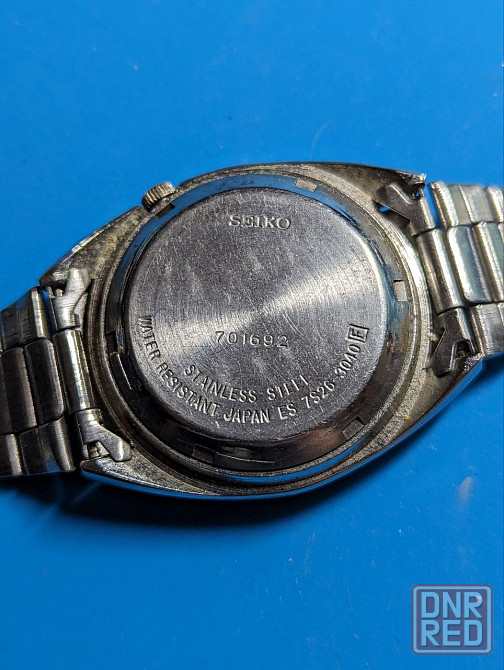 SEIKO
701692
STAINLESS STEEL
WATER RESISTANT JAPAN ES 7S26-3040 F
DNR
RED